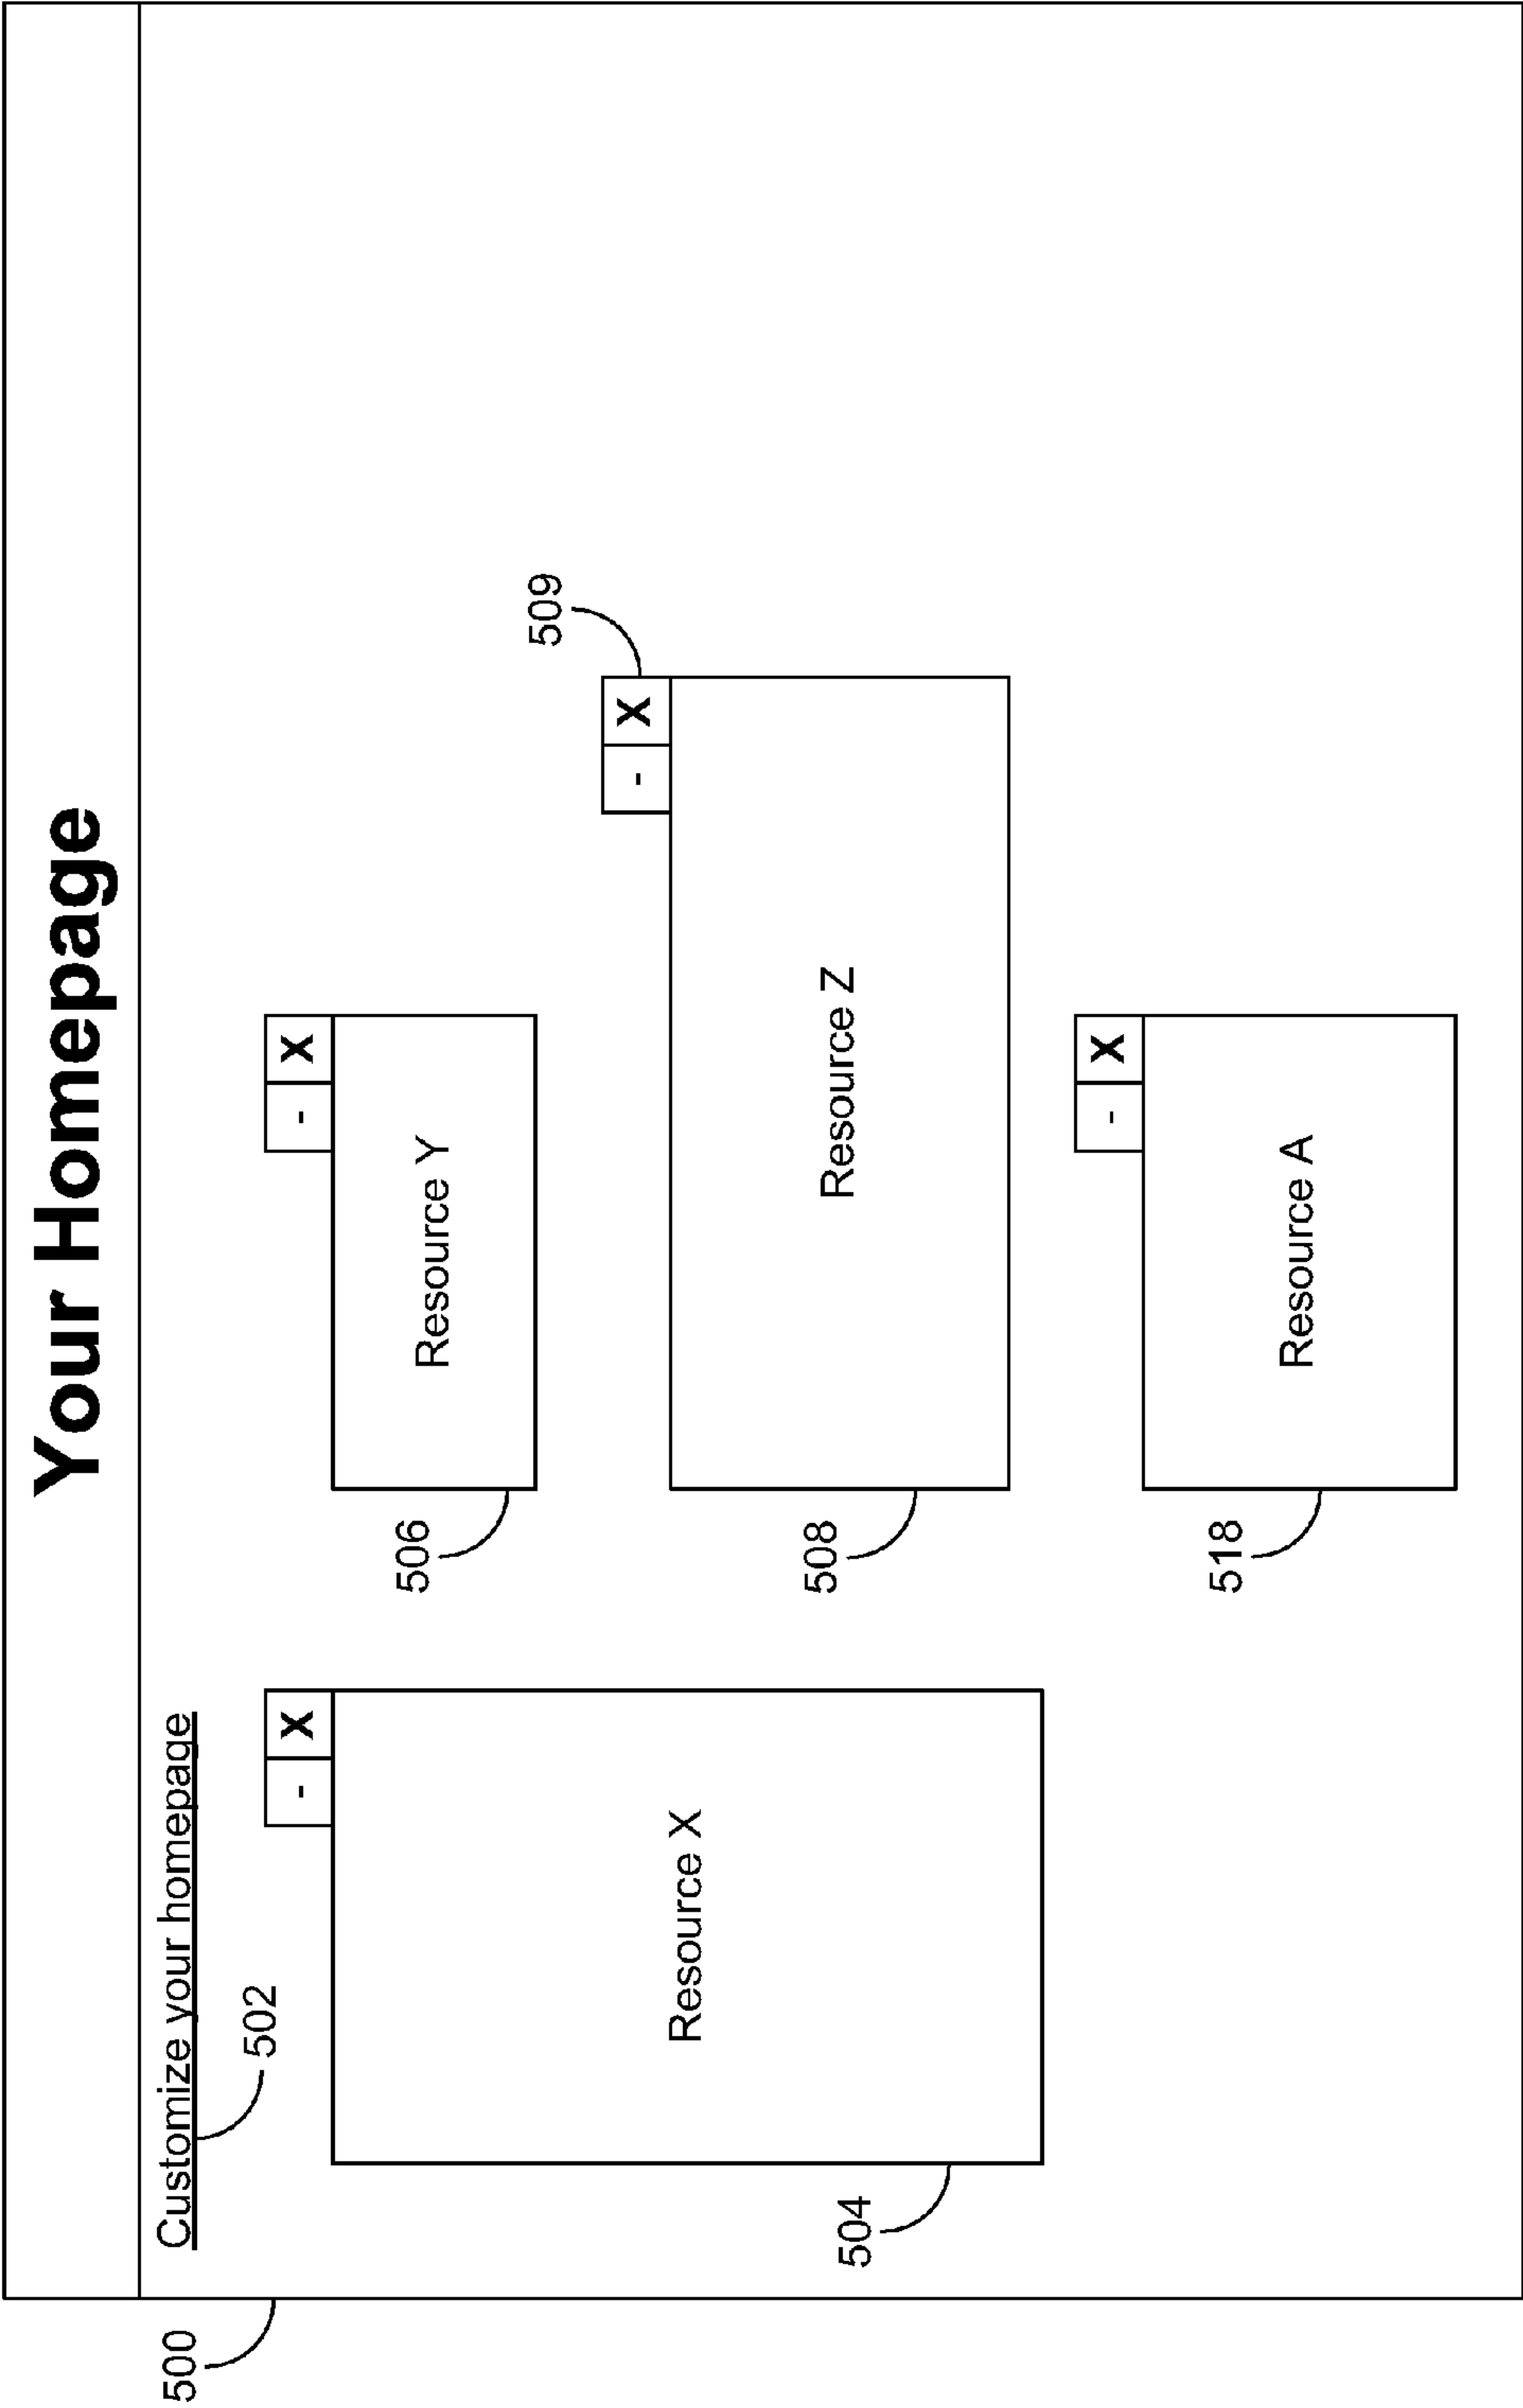 Your Homepage
Customize your homepage
500
502
- X
- X
Resource Y
506
509
- X
Resource X
504
Resource Z
508
- X
Resource A
518